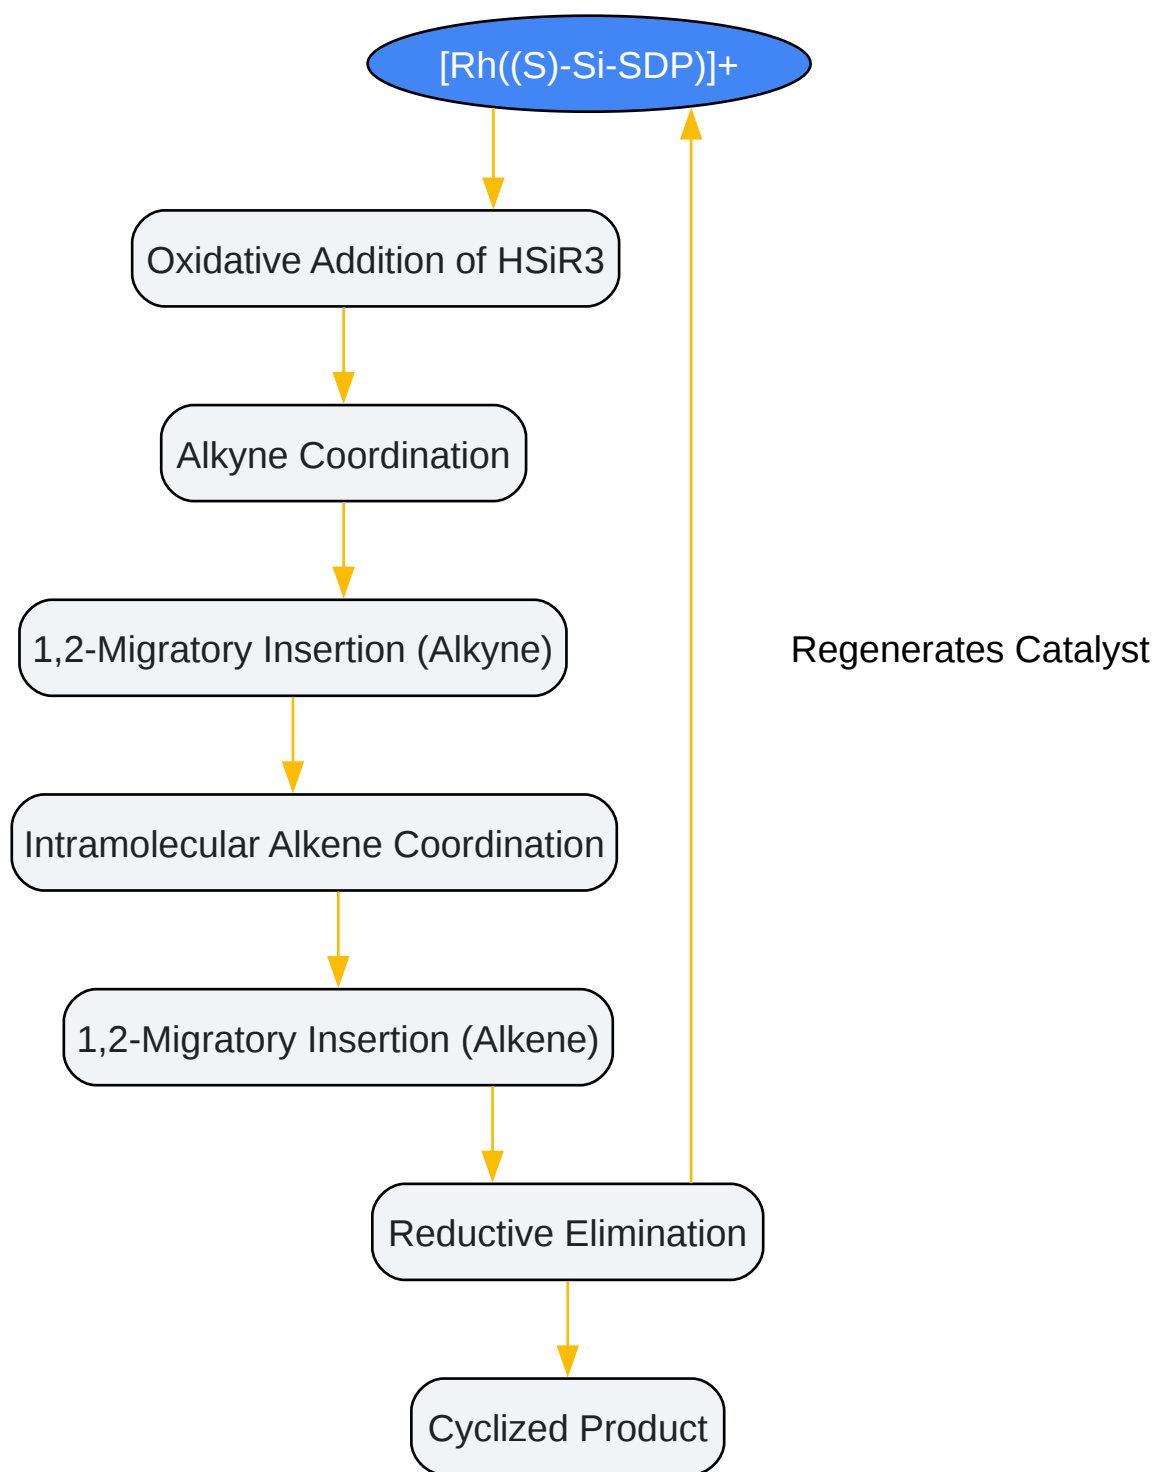 [Rh((S)-Si-SDP)]+
Oxidative Addition of HSiR3
Alkyne Coordination
1,2-Migratory Insertion (Alkyne)
Regenerates Catalyst
Intramolecular Alkene Coordination
1,2-Migratory Insertion (Alkene)
Reductive Elimination
Cyclized Product